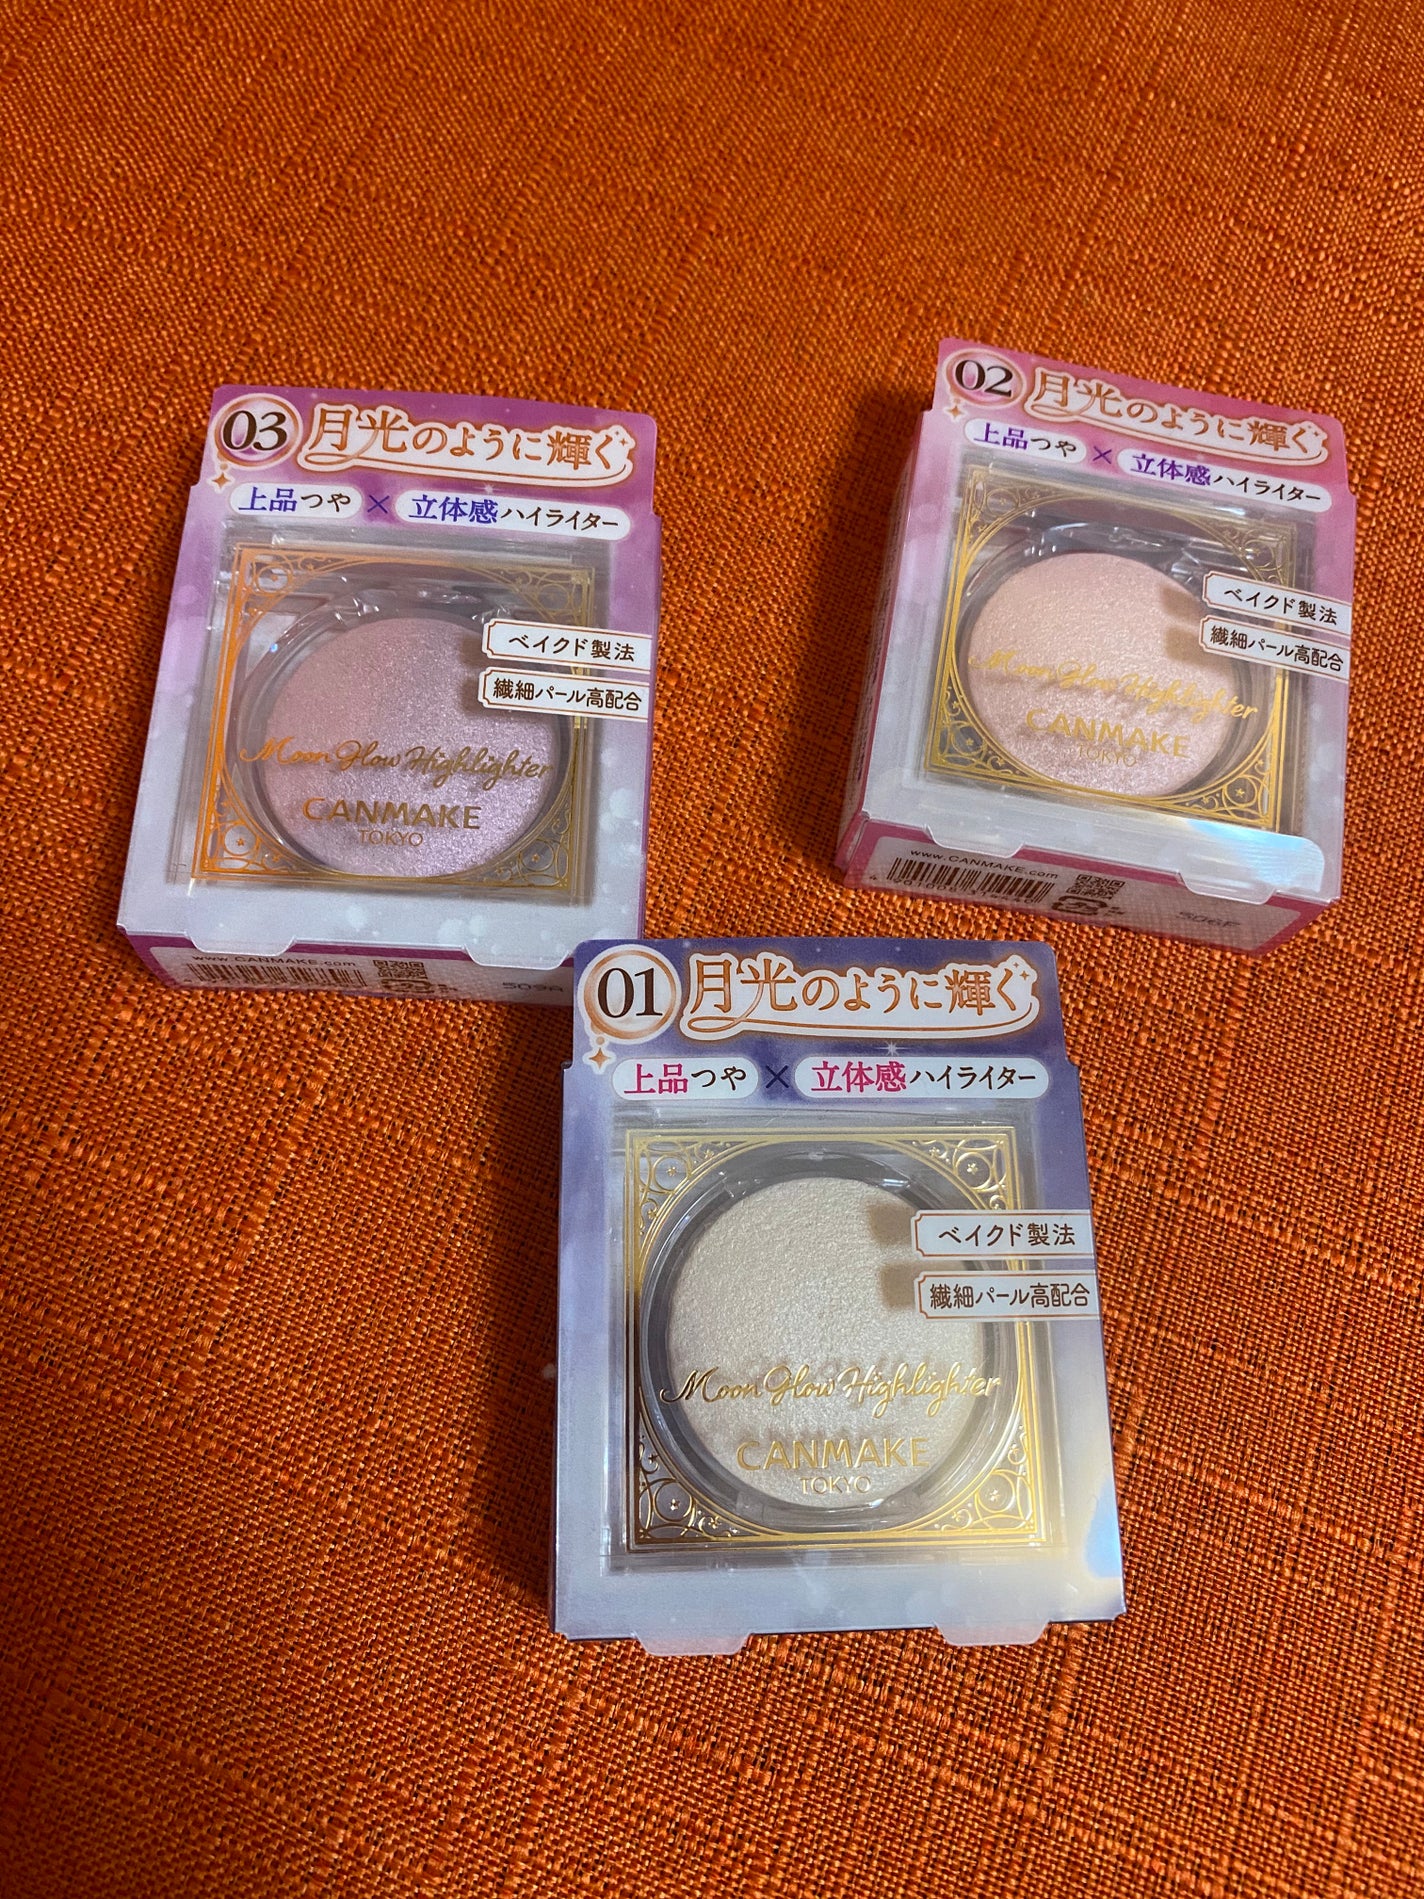 03
月光のように輝く
上品つや × 立体感ハイライター
ベイクド製法
繊細パール高配合
Moon Glow Highlighter
CANMAKE
TOKYO
www.CANMAKE.com
509A
02
月光のように輝く
上品つや × 立体感ハイライター
ベイクド製法
繊細パール高配合
Moon Glow Highlighter
CANMAKE
TOKYO
www.CANMAKE.com
01
月光のように輝く
上品つや × 立体感ハイライター
ベイクド製法
繊細パール高配合
Moon Glow Highlighter
CANMAKE
TOKYO